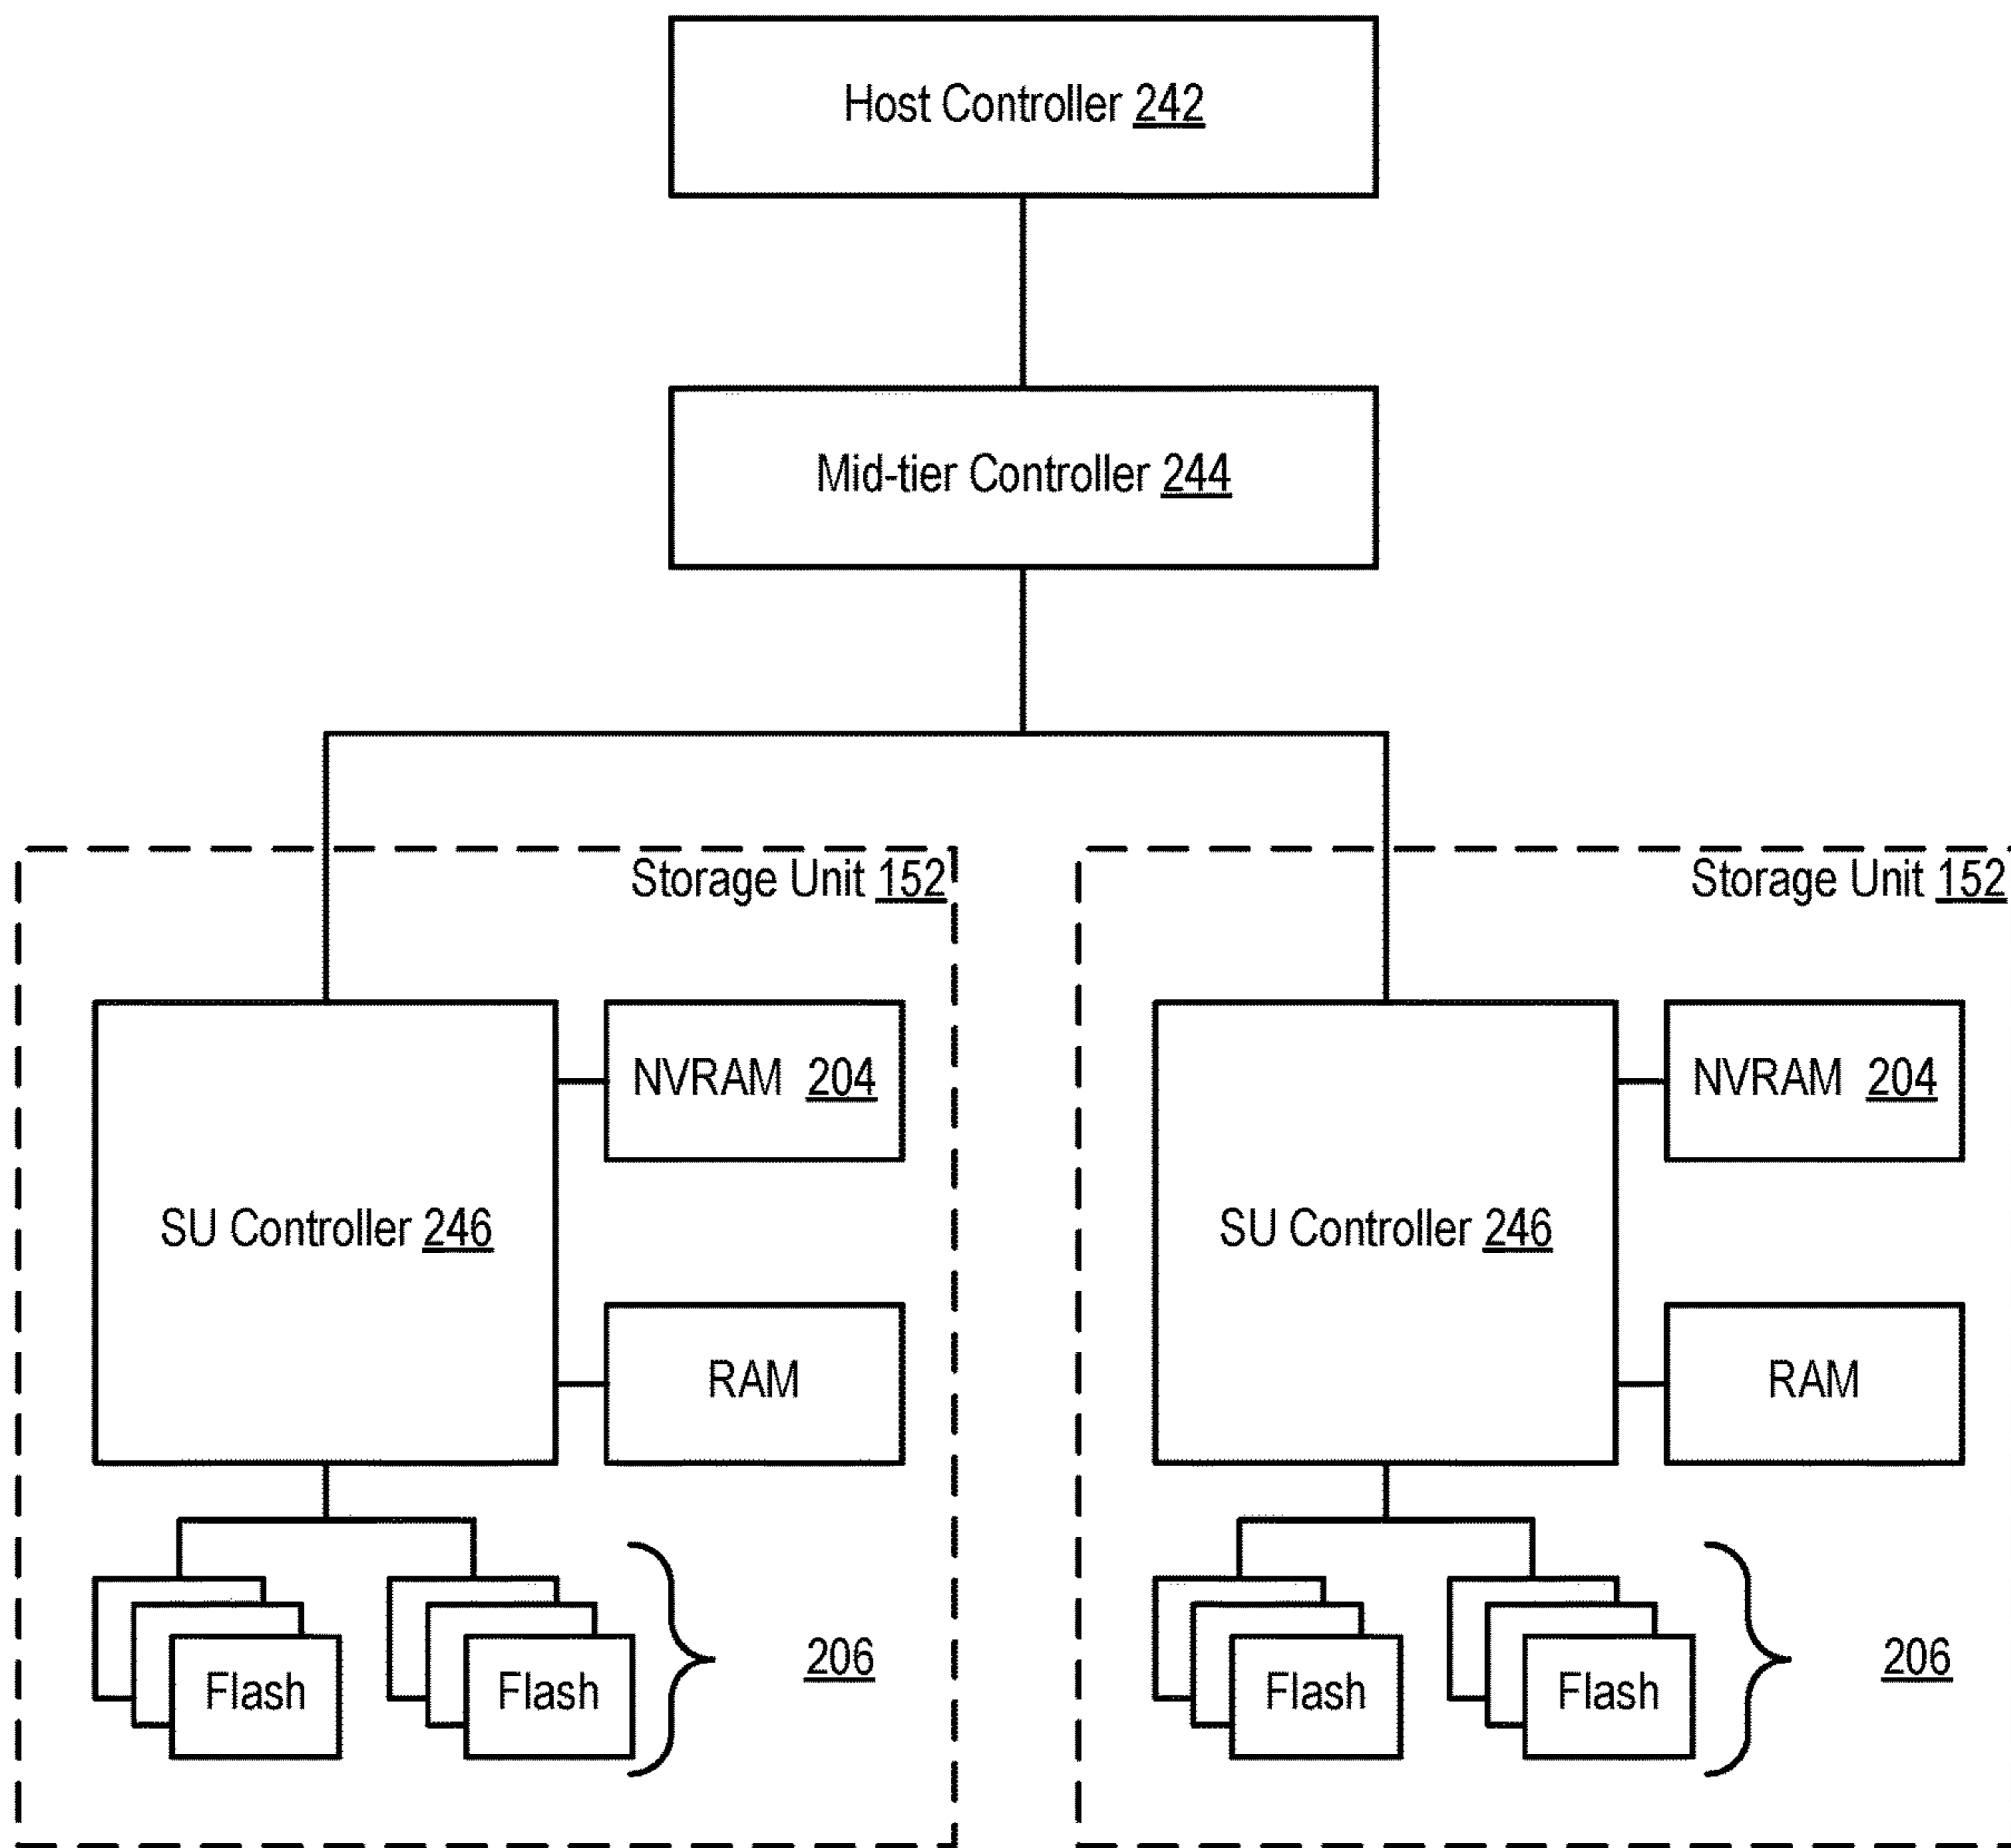 Host Controller 242
Mid-tier Controller 244
Storage Unit 152
Storage Unit 152
NVRAM 204
NVRAM 204
SU Controller 246
SU Controller 246
RAM
RAM
Flash
Flash
206
Flash
Flash
206